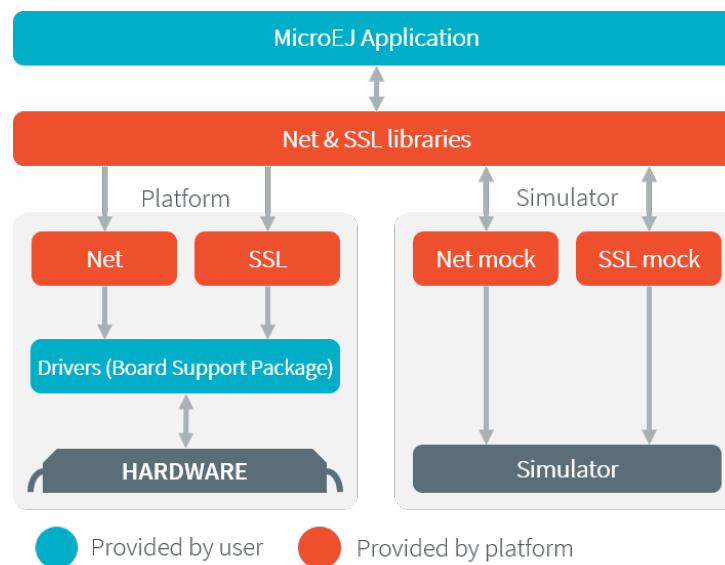 MicroEJ Application
Net & SSL libraries
Platform
Simulator
Net
SSL
Net mock
SSL mock
Drivers (Board Support Package)
HARDWARE
Simulator
Provided by user
Provided by platform